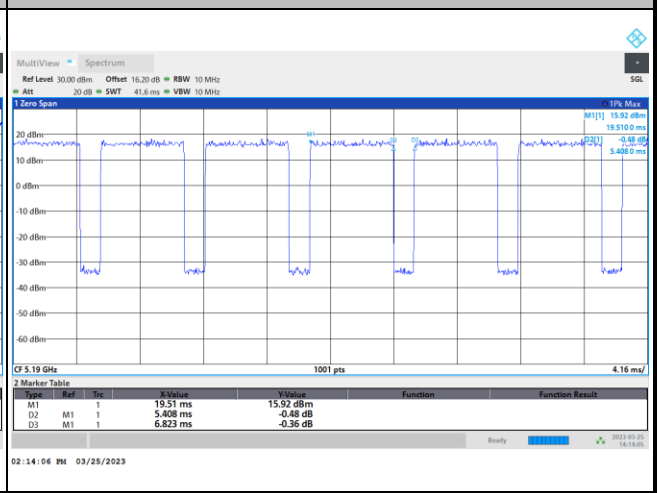 MultiView Spectrum
Ref Level 30.00 dBm Offset 16.20 dB RBW 10 MHz SGL
Att 20 dB SWT 41.6 ms VBW 10 MHz
1 Zero Span 1Pk Max
M1[1] 15.92 dBm
19.5100 ms
20 dBm M1 D2 D3 D2[1] -0.48 dB
5.4080 ms
10 dBm
0 dBm
-10 dBm
-20 dBm
-30 dBm
-40 dBm
-50 dBm
-60 dBm
CF 5.19 GHz 1001 pts 4.16 ms/
2 Marker Table
Type Ref Trc X-Value Y-Value Function Function Result
M1 1 19.51 ms 15.92 dBm
D2 M1 1 5.408 ms -0.48 dB
D3 M1 1 6.823 ms -0.36 dB
Ready 2023-03-25
14:14:05
02:14:06 PM 03/25/2023